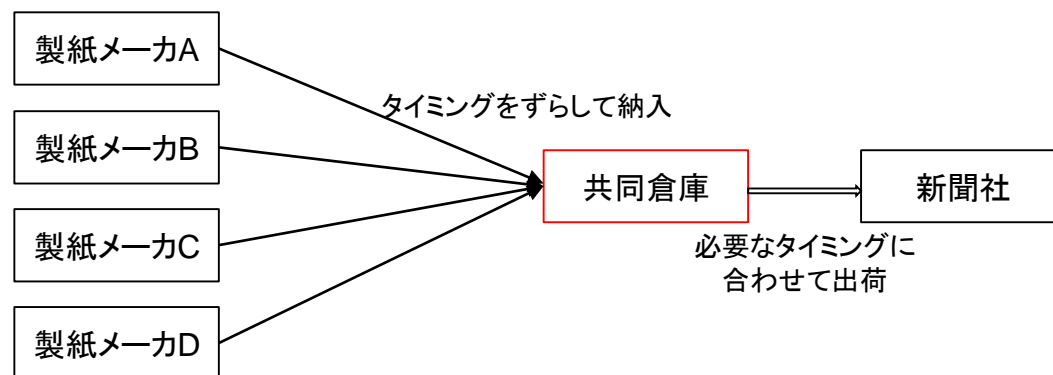 製紙メーカA
タイミングをずらして納入
製紙メーカB
共同倉庫
新聞社
製紙メーカC
必要なタイミングに
合わせて出荷
製紙メーカD